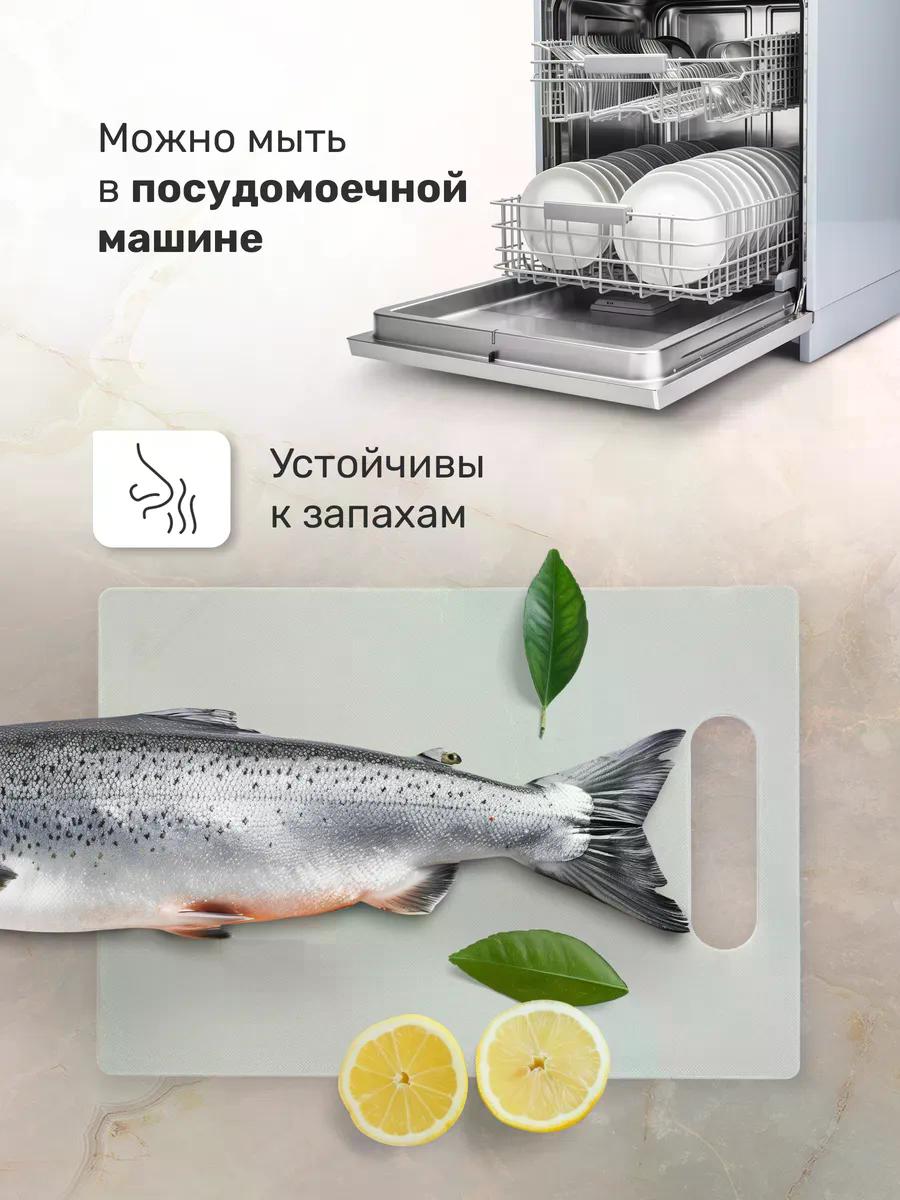 Можно мыть
в посудомоечной
машине
Устойчивы
к запахам